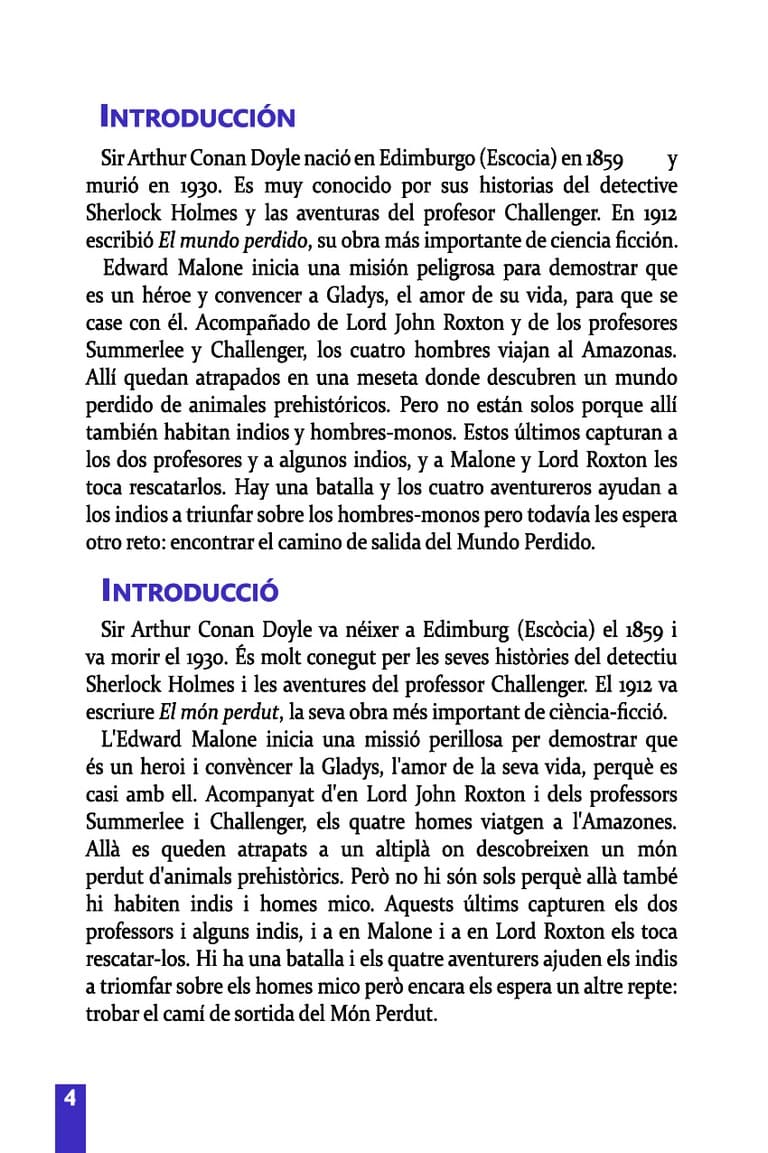 INTRODUCCIÓN
Sir Arthur Conan Doyle nació en Edimburgo (Escocia) en 1859 y
murió en 1930. Es muy conocido por sus historias del detective
Sherlock Holmes y las aventuras del profesor Challenger. En 1912
escribió El mundo perdido, su obra más importante de ciencia ficción.
Edward Malone inicia una misión peligrosa para demostrar que
es un héroe y convencer a Gladys, el amor de su vida, para que se
case con él. Acompañado de Lord John Roxton y de los profesores
Summerlee y Challenger, los cuatro hombres viajan al Amazonas.
Allí quedan atrapados en una meseta donde descubren un mundo
perdido de animales prehistóricos. Pero no están solos porque allí
también habitan indios y hombres-monos. Estos últimos capturan a
los dos profesores y a algunos indios, y a Malone y Lord Roxton les
toca rescatarlos. Hay una batalla y los cuatro aventureros ayudan a
los indios a triunfar sobre los hombres-monos pero todavía les espera
otro reto: encontrar el camino de salida del Mundo Perdido.
INTRODUCCIÓ
Sir Arthur Conan Doyle va néixer a Edimburg (Escòcia) el 1859 i
va morir el 1930. És molt conegut per les seves històries del detectiu
Sherlock Holmes i les aventures del professor Challenger. El 1912 va
escriure El món perdut, la seva obra més important de ciència-ficció.
L'Edward Malone inicia una missió perillosa per demostrar que
és un heroi i convèncer la Gladys, l'amor de la seva vida, perquè es
casi amb ell. Acompanyat d'en Lord John Roxton i dels professors
Summerlee i Challenger, els quatre homes viatgen a l'Amazones.
Allà es queden atrapats a un altiplà on descobreixen un món
perdut d'animals prehistòrics. Però no hi són sols perquè allà també
hi habiten indis i homes mico. Aquests últims capturen els dos
professors i alguns indis, i a en Malone i a en Lord Roxton els toca
rescatar-los. Hi ha una batalla i els quatre aventurers ajuden els indis
a triomfar sobre els homes mico però encara els espera un altre repte:
trobar el camí de sortida del Món Perdut.
4